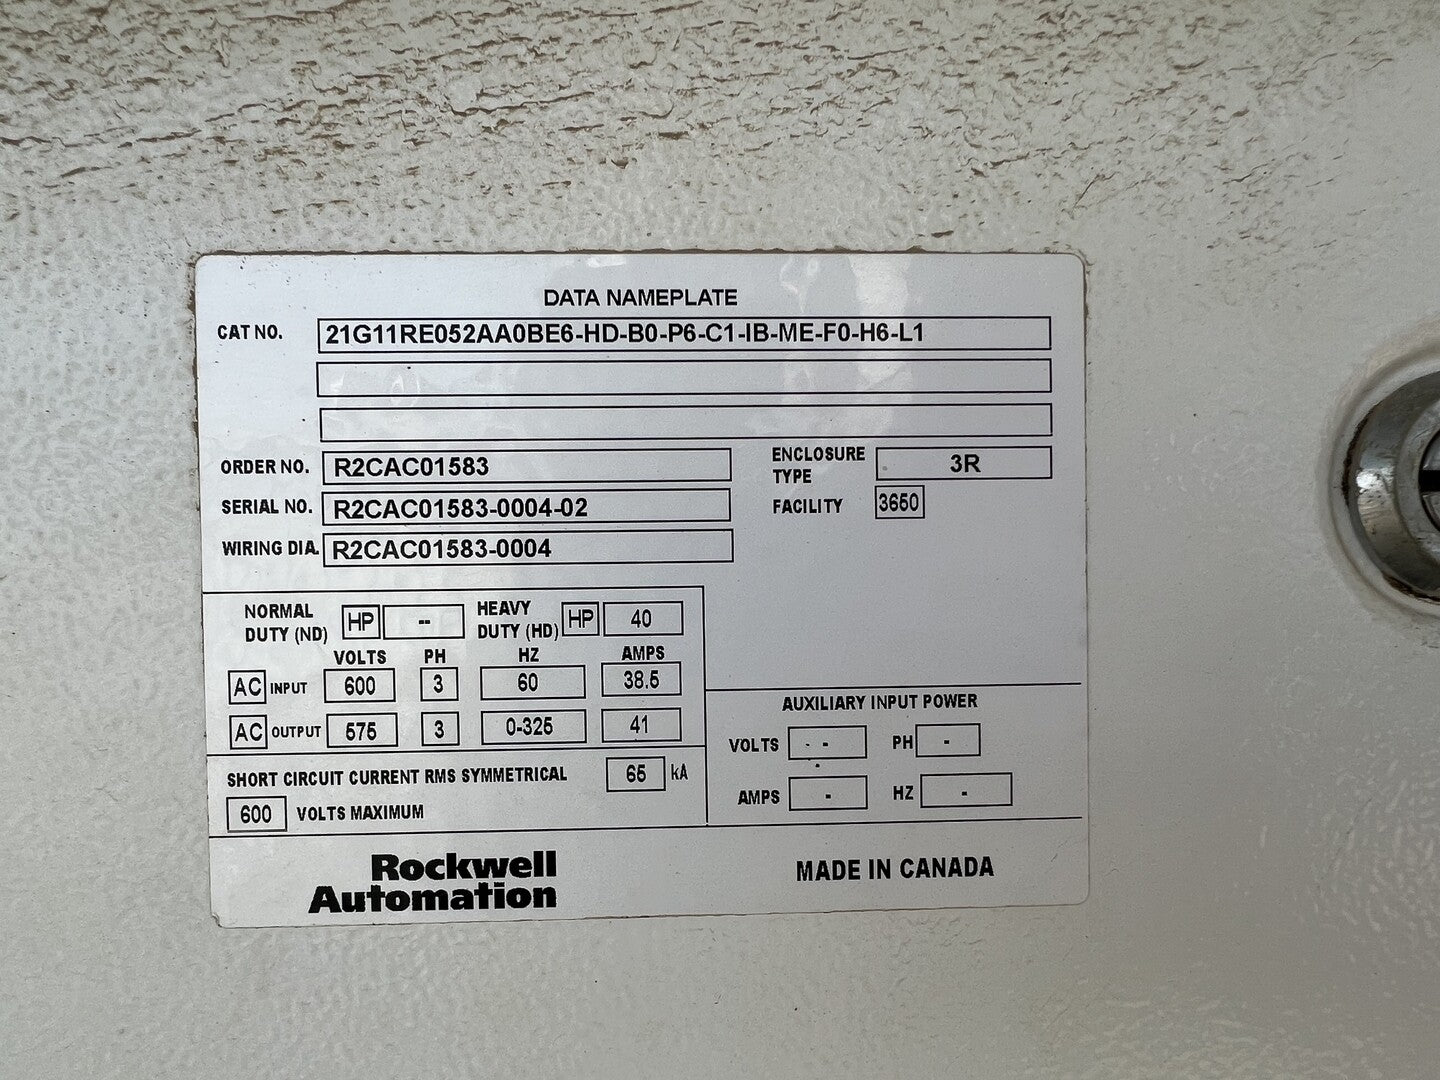 DATA NAMEPLATE
CAT NO. 21G11RE052AA0BE6-HD-B0-P6-C1-IB-ME-F0-H6-L1
ORDER NO. R2CAC01583
ENCLOSURE TYPE 3R
SERIAL NO. R2CAC01583-0004-02
FACILITY 3650
WIRING DIA. R2CAC01583-0004
NORMAL DUTY (ND) HP --
HEAVY DUTY (HD) HP 40
VOLTS PH HZ AMPS
AC INPUT 600 3 60 38.5
AC OUTPUT 575 3 0-325 41
SHORT CIRCUIT CURRENT RMS SYMMETRICAL 65 kA
600 VOLTS MAXIMUM
AUXILIARY INPUT POWER
VOLTS - - PH -
AMPS - HZ -
Rockwell
Automation
MADE IN CANADA